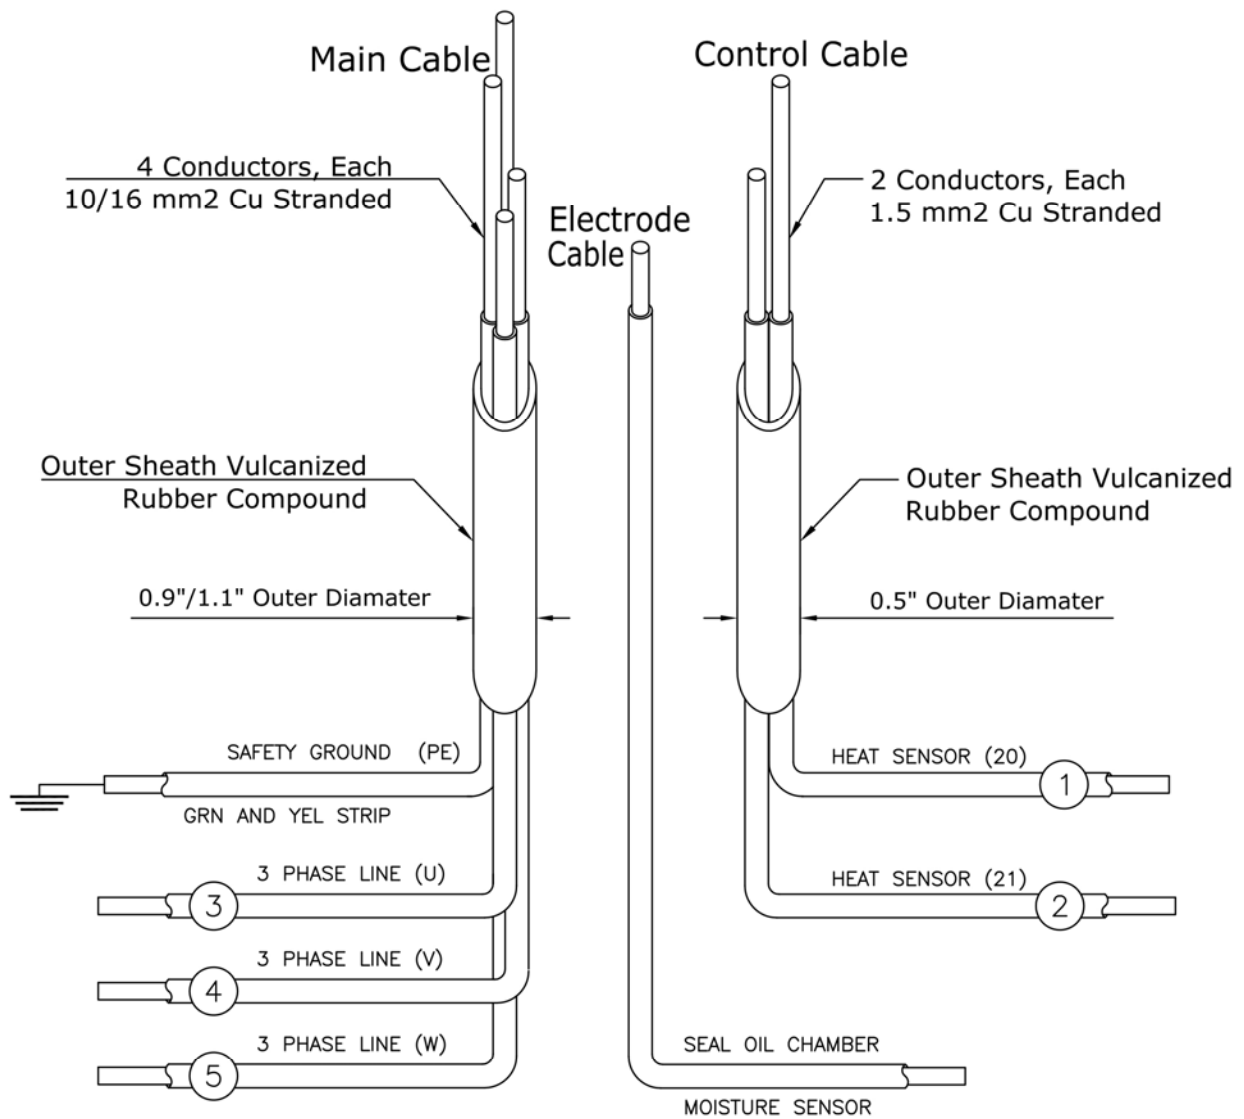 Main Cable
Control Cable
4 Conductors, Each
10/16 mm2 Cu Stranded
2 Conductors, Each
1.5 mm2 Cu Stranded
Electrode
Cable
Outer Sheath Vulcanized
Rubber Compound
Outer Sheath Vulcanized
Rubber Compound
0.9"/1.1" Outer Diamater
0.5" Outer Diamater
SAFETY GROUND (PE)
GRN AND YEL STRIP
HEAT SENSOR (20)
1
3 PHASE LINE (U)
3
HEAT SENSOR (21)
2
3 PHASE LINE (V)
4
3 PHASE LINE (W)
5
SEAL OIL CHAMBER
MOISTURE SENSOR